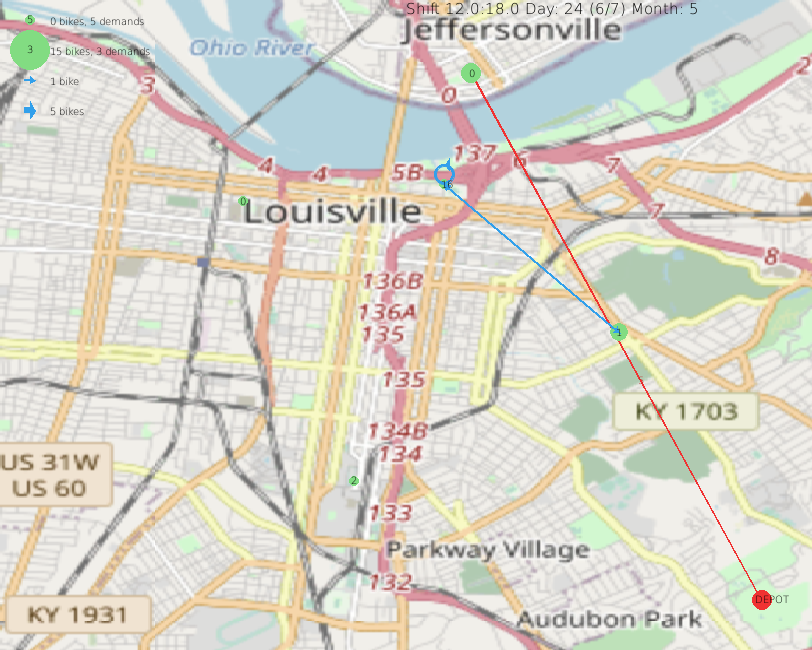 Shift 12.0:18.0 Day: 24 (6/7) Month: 5
5 0 bikes, 5 demands
3 15 bikes, 3 demands
1 bike
5 bikes
Jeffersonville
Ohio River
3
0
0
2
137
6
4
4
5B
7
16
0
Louisville
7
8
136B
136A
135
1
135
KY 1703
134B
134
US 31W
US 60
2
133
Parkway Village
132
DEPOT
KY 1931
Audubon Park